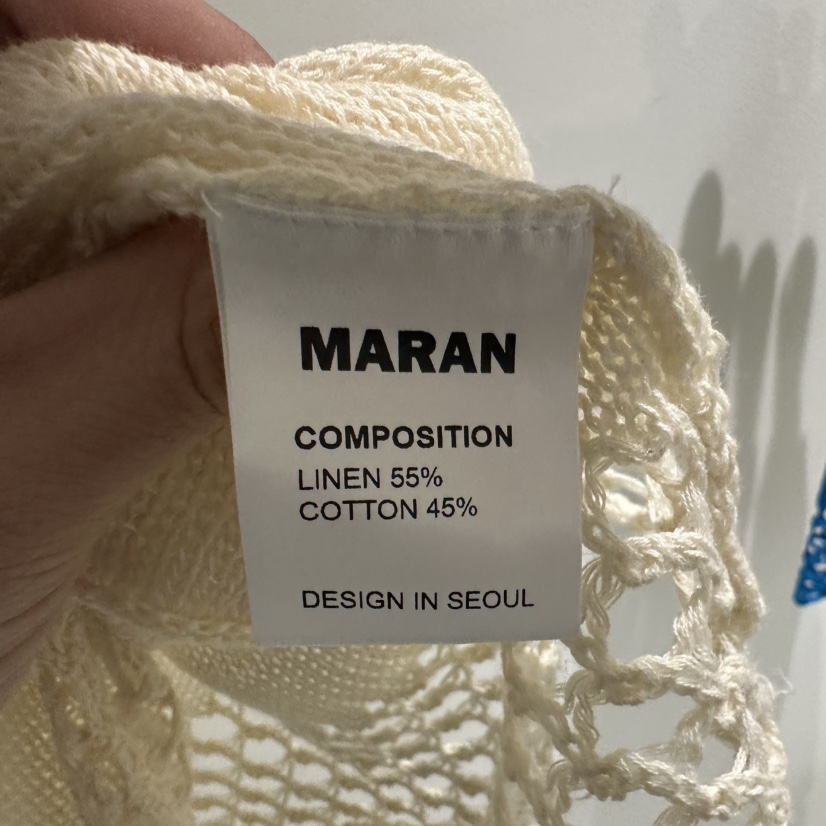 MARAN
COMPOSITION
LINEN 55%
COTTON 45%
DESIGN IN SEOUL